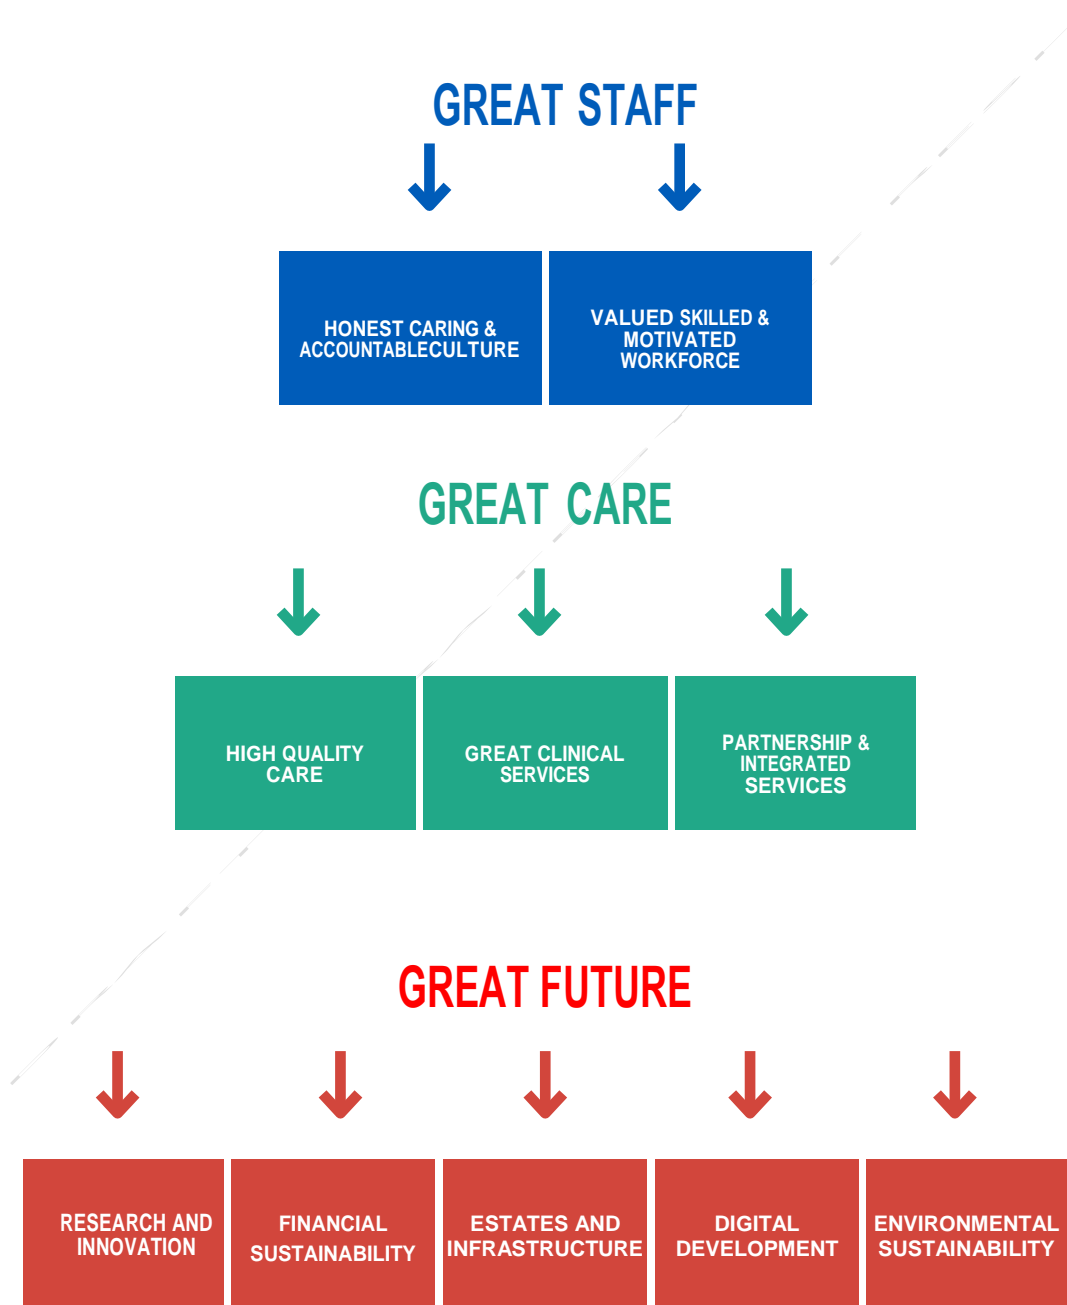 GREAT STAFF
HONEST CARING &
ACCOUNTABLECULTURE
VALUED SKILLED &
MOTIVATED
WORKFORCE
GREAT CARE
HIGH QUALITY
CARE
GREAT CLINICAL
SERVICES
PARTNERSHIP &
INTEGRATED
SERVICES
GREAT FUTURE
RESEARCH AND
INNOVATION
FINANCIAL
SUSTAINABILITY
ESTATES AND
INFRASTRUCTURE
DIGITAL
DEVELOPMENT
ENVIRONMENTAL
SUSTAINABILITY